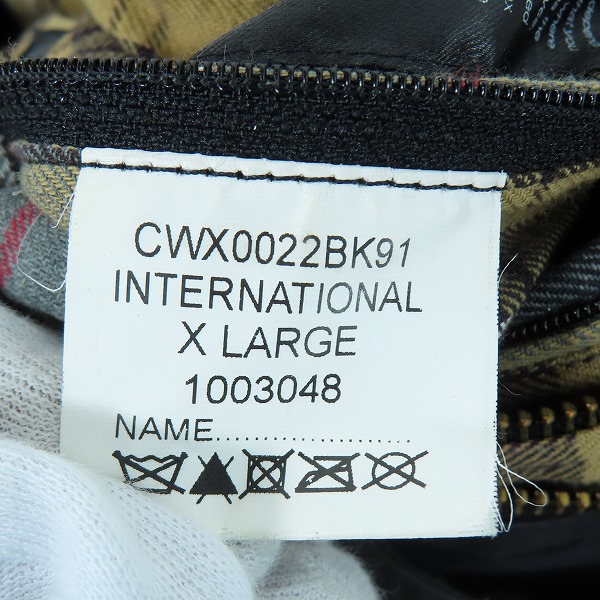 CWX0022BK91
INTERNATIONAL
X LARGE
1003048
NAME......................